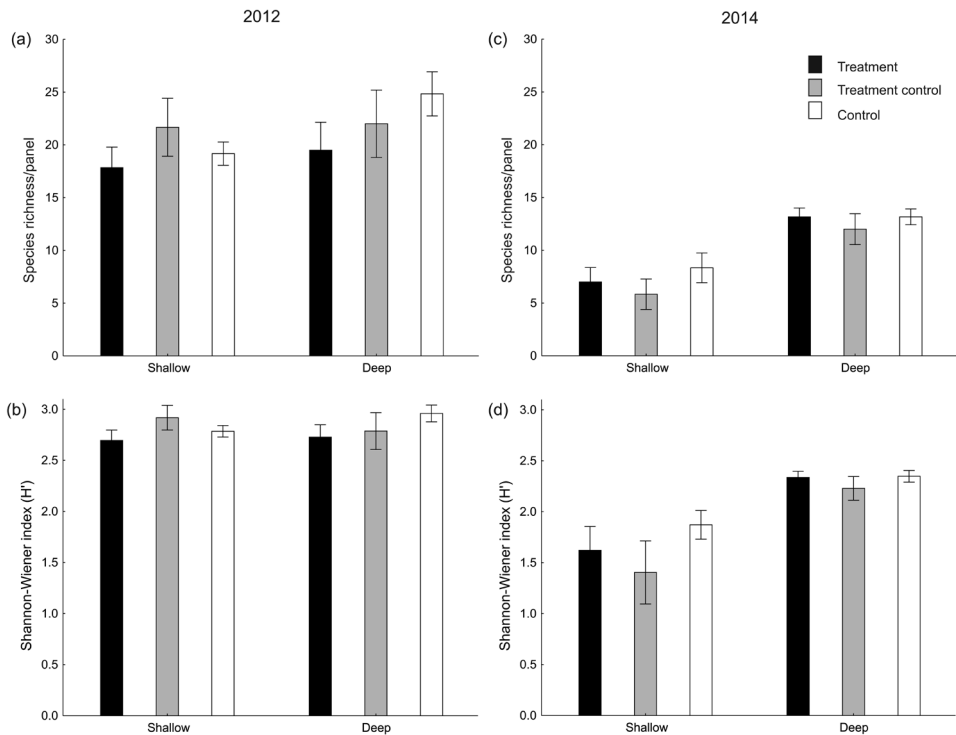 2012
2014
(a)
30
25
20
15
10
5
0
Species richness/panel
Shallow
Deep
(c)
30
25
20
15
10
5
0
Species richness/panel
Shallow
Deep
Treatment
Treatment control
Control
(b)
3.0
2.5
2.0
1.5
1.0
0.5
0.0
Shannon-Wiener index (H')
Shallow
Deep
(d)
3.0
2.5
2.0
1.5
1.0
0.5
0.0
Shannon-Wiener index (H')
Shallow
Deep